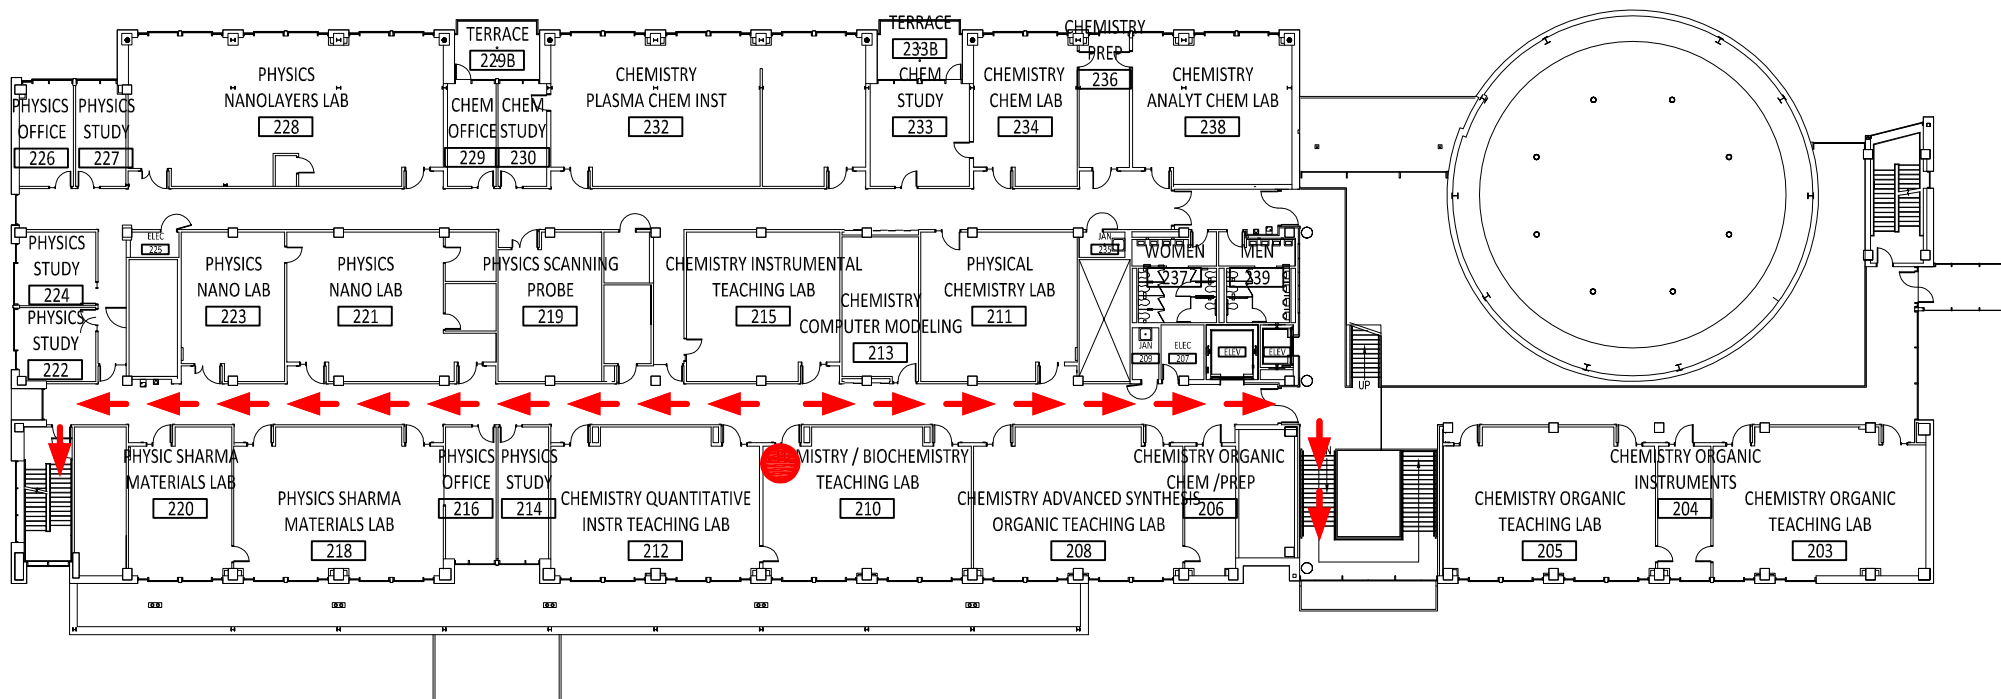 TERRACE
229B
TERRACE
233B
CHEMISTRY
PREP
236
PHYSICS
OFFICE
226
PHYSICS
STUDY
227
PHYSICS
NANOLAYERS LAB
228
CHEM
OFFICE
229
CHEM
STUDY
230
CHEMISTRY
PLASMA CHEM INST
232
CHEM
STUDY
233
CHEMISTRY
CHEM LAB
234
CHEMISTRY
ANALYT CHEM LAB
238
PHYSICS
STUDY
224
ELEC
225
PHYSICS
NANO LAB
223
PHYSICS
NANO LAB
221
PHYSICS SCANNING
PROBE
219
CHEMISTRY INSTRUMENTAL
TEACHING LAB
215
CHEMISTRY
COMPUTER MODELING
213
PHYSICAL
CHEMISTRY LAB
211
JAN
235
WOMEN
237
MEN
239
PHYSICS
STUDY
222
JAN
209
ELEC
207
ELEV
ELEV
UP
PHYSIC SHARMA
MATERIALS LAB
220
PHYSICS SHARMA
MATERIALS LAB
218
PHYSICS
OFFICE
216
PHYSICS
STUDY
214
CHEMISTRY QUANTITATIVE
INSTR TEACHING LAB
212
MISTRY / BIOCHEMISTRY
TEACHING LAB
210
CHEMISTRY ADVANCED SYNTHESIS
ORGANIC TEACHING LAB
208
CHEMISTRY ORGANIC
CHEM /PREP
206
CHEMISTRY ORGANIC
TEACHING LAB
205
CHEMISTRY ORGANIC
INSTRUMENTS
204
CHEMISTRY ORGANIC
TEACHING LAB
203